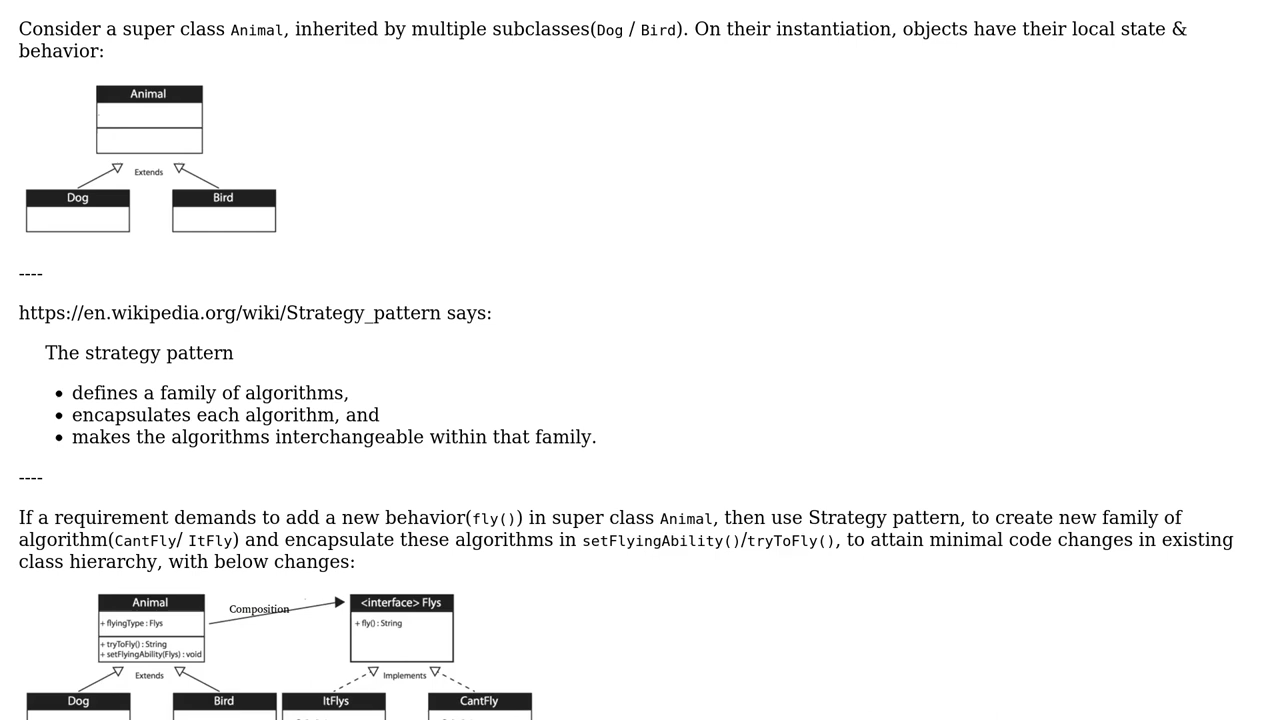 Consider a super class Animal, inherited by multiple subclasses(Dog / Bird). On their instantiation, objects have their local state &
behavior:
Animal
Extends
Dog
Bird
----
https://en.wikipedia.org/wiki/Strategy_pattern says:
The strategy pattern
• defines a family of algorithms,
• encapsulates each algorithm, and
• makes the algorithms interchangeable within that family.
----
If a requirement demands to add a new behavior(fly()) in super class Animal, then use Strategy pattern, to create new family of
algorithm(CantFly/ ItFly) and encapsulate these algorithms in setFlyingAbility()/tryToFly(), to attain minimal code changes in existing
class hierarchy, with below changes:
Animal
Composition
<interface> Flys
+ flyingType : Flys
+ fly() : String
+ tryToFly() : String
+ setFlyingAbility(Flys) : void
Extends
Implements
Dog
Bird
ItFlys
CantFly